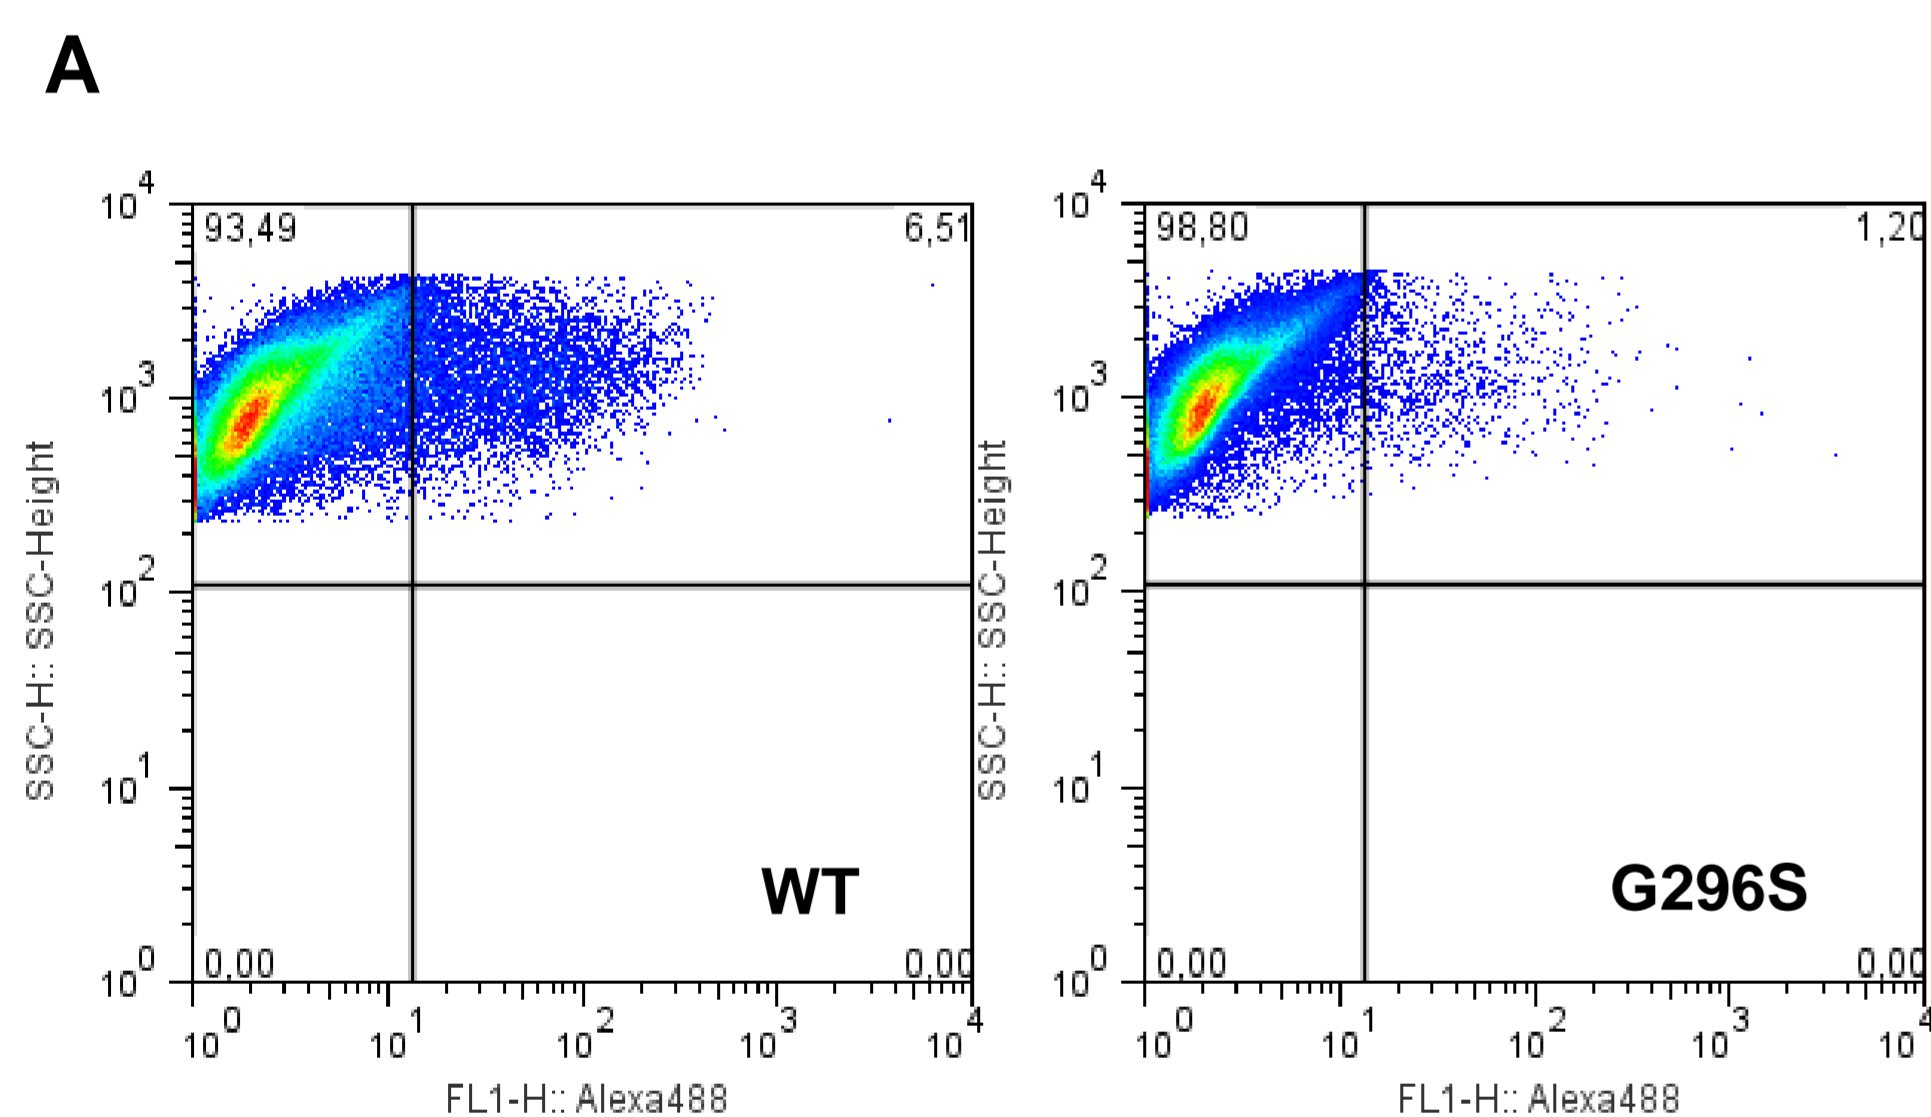 A
93,49 6,51
98,80 1,20
10^4
10^3
10^2
10^1
10^0
SSC-H:: SSC-Height
WT
0,00 0,00
10^0 10^1 10^2 10^3 10^4
FL1-H:: Alexa488
10^4
10^3
10^2
10^1
10^0
SSC-H:: SSC-Height
G296S
0,00 0,00
10^0 10^1 10^2 10^3 10^4
FL1-H:: Alexa488